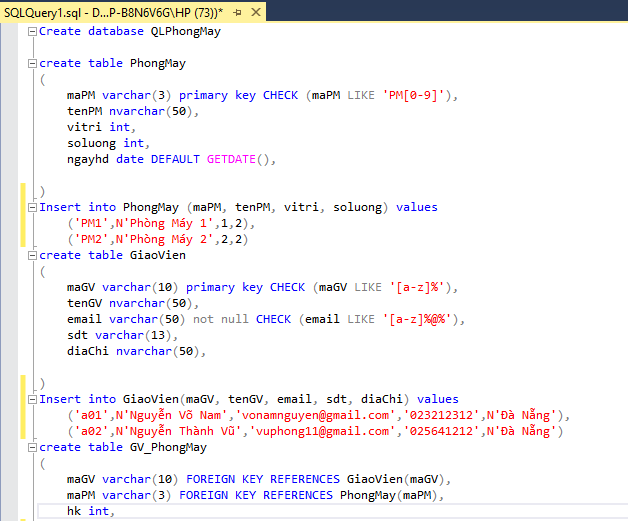 SQLQuery1.sql - D...P-B8N6V6G\HP (73))*
Create database QLPhongMay
create table PhongMay
(
maPM varchar(3) primary key CHECK (maPM LIKE 'PM[0-9]'),
tenPM nvarchar(50),
vitri int,
soluong int,
ngayhd date DEFAULT GETDATE(),
)
Insert into PhongMay (maPM, tenPM, vitri, soluong) values
('PM1',N'Phòng Máy 1',1,2),
('PM2',N'Phòng Máy 2',2,2)
create table GiaoVien
(
maGV varchar(10) primary key CHECK (maGV LIKE '[a-z]%'),
tenGV nvarchar(50),
email varchar(50) not null CHECK (email LIKE '[a-z]%@%'),
sdt varchar(13),
diaChi nvarchar(50),
)
Insert into GiaoVien(maGV, tenGV, email, sdt, diaChi) values
('a01',N'Nguyễn Võ Nam','vonamnguyen@gmail.com','023212312',N'Đà Nẵng'),
('a02',N'Nguyễn Thành Vũ','vuphong11@gmail.com','025641212',N'Đà Nẵng')
create table GV_PhongMay
(
maGV varchar(10) FOREIGN KEY REFERENCES GiaoVien(maGV),
maPM varchar(3) FOREIGN KEY REFERENCES PhongMay(maPM),
hk int,